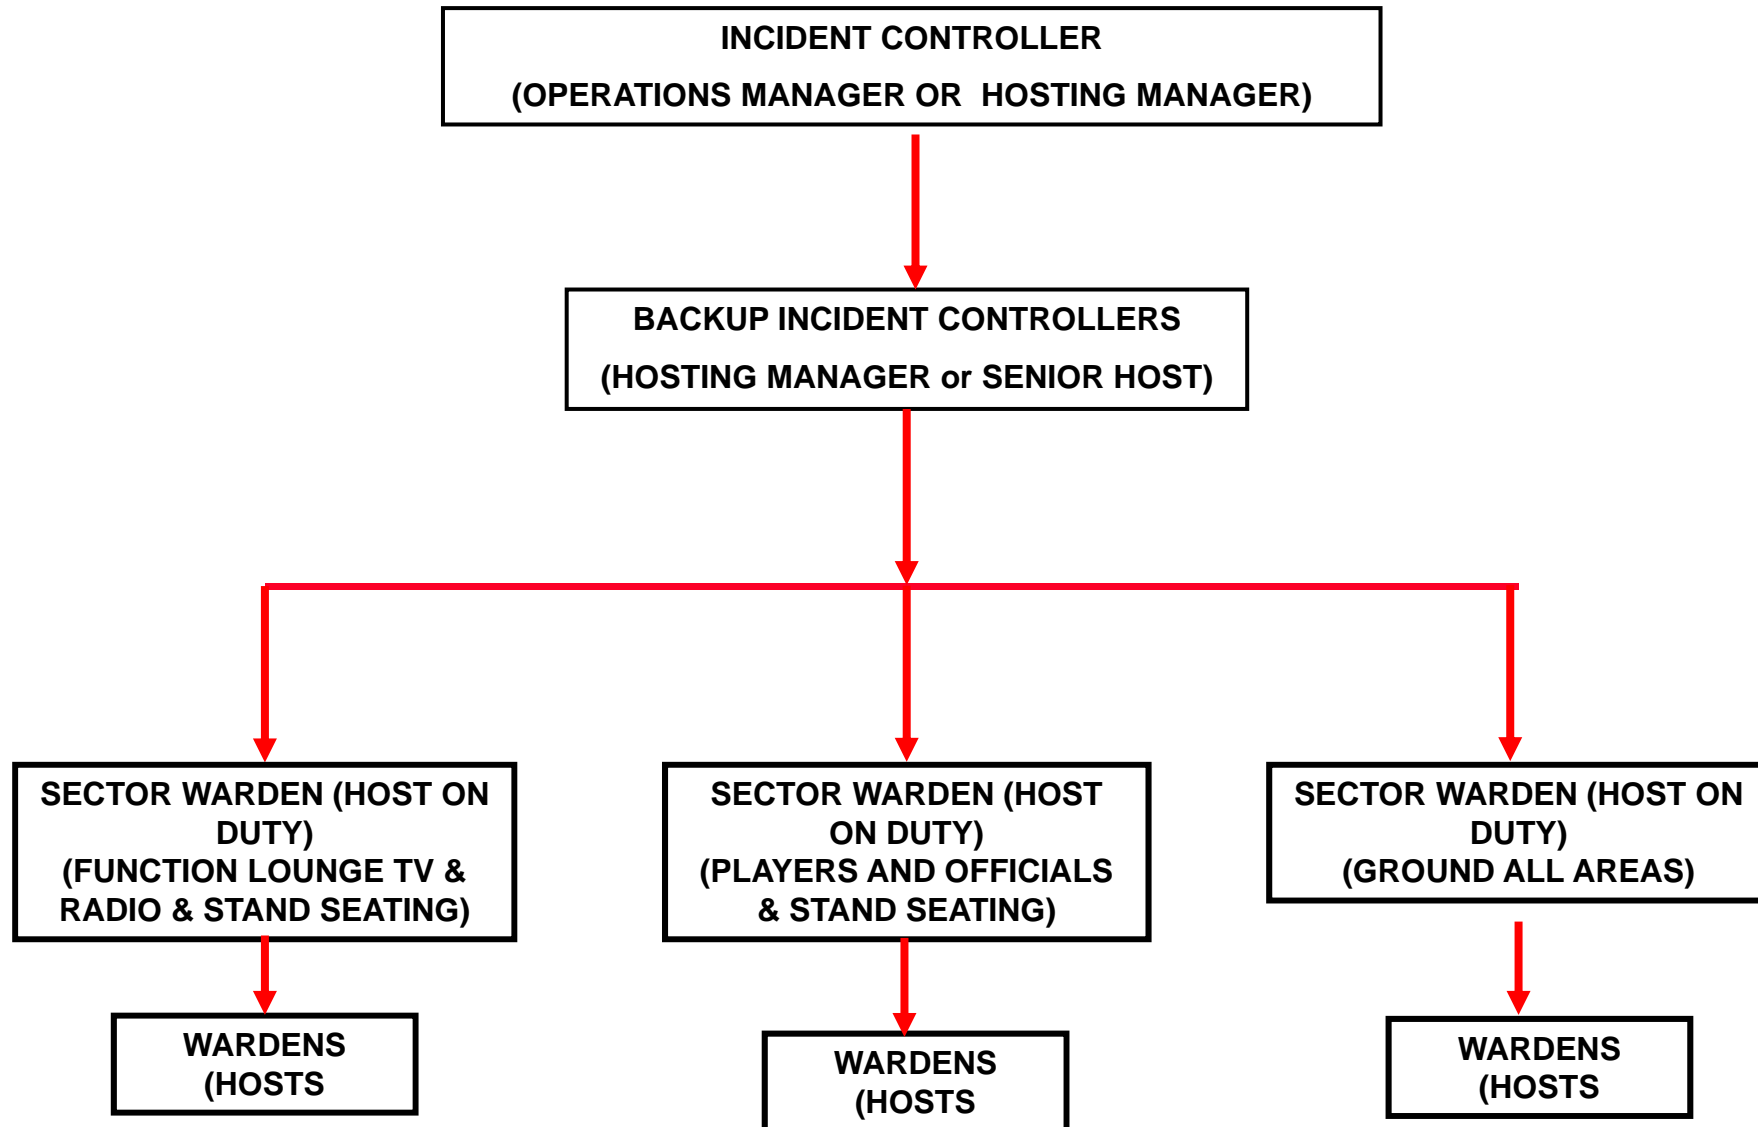 INCIDENT CONTROLLER
(OPERATIONS MANAGER OR  HOSTING MANAGER)
BACKUP INCIDENT CONTROLLERS
(HOSTING MANAGER or SENIOR HOST)
SECTOR WARDEN (HOST ON
DUTY)
(FUNCTION LOUNGE TV &
RADIO & STAND SEATING)
SECTOR WARDEN (HOST
ON DUTY)
(PLAYERS AND OFFICIALS
& STAND SEATING)
SECTOR WARDEN (HOST ON
DUTY)
(GROUND ALL AREAS)
WARDENS
(HOSTS
WARDENS
(HOSTS
WARDENS
(HOSTS